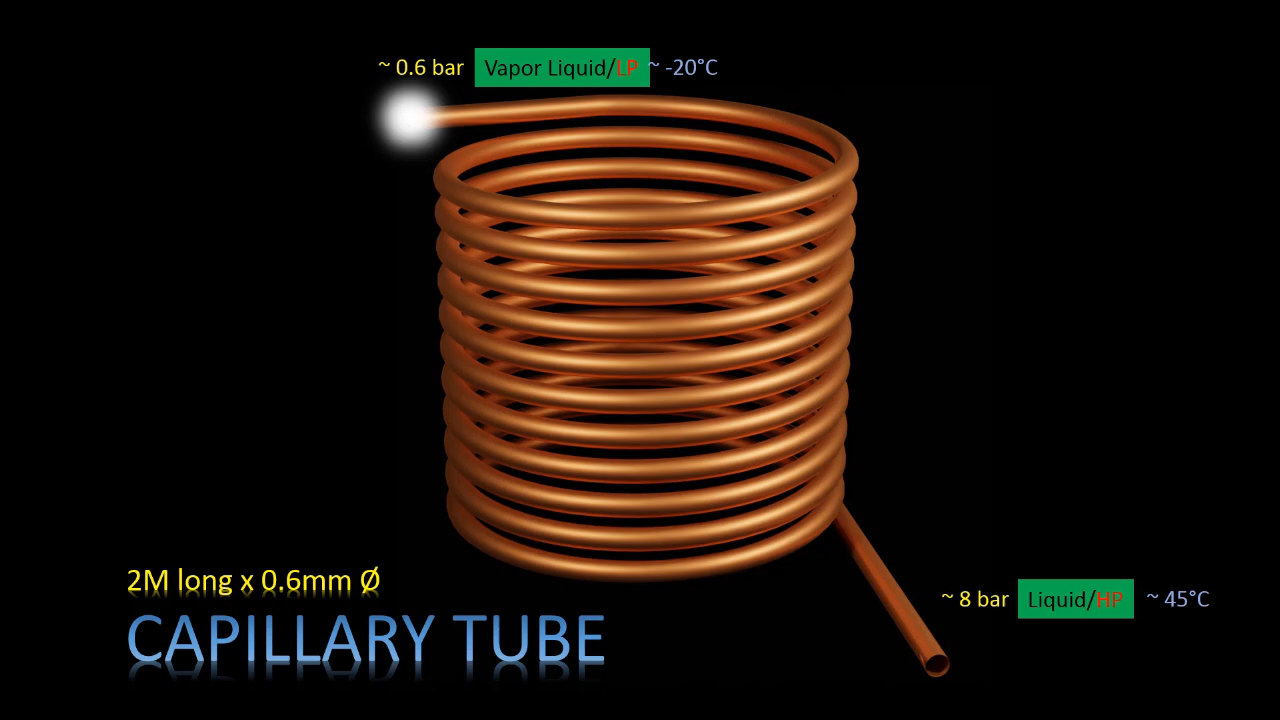 ~ 0.6 bar Vapor Liquid/LP ~ -20°C
2M long x 0.6mm Ø
~ 8 bar Liquid/HP ~ 45°C
CAPILLARY TUBE